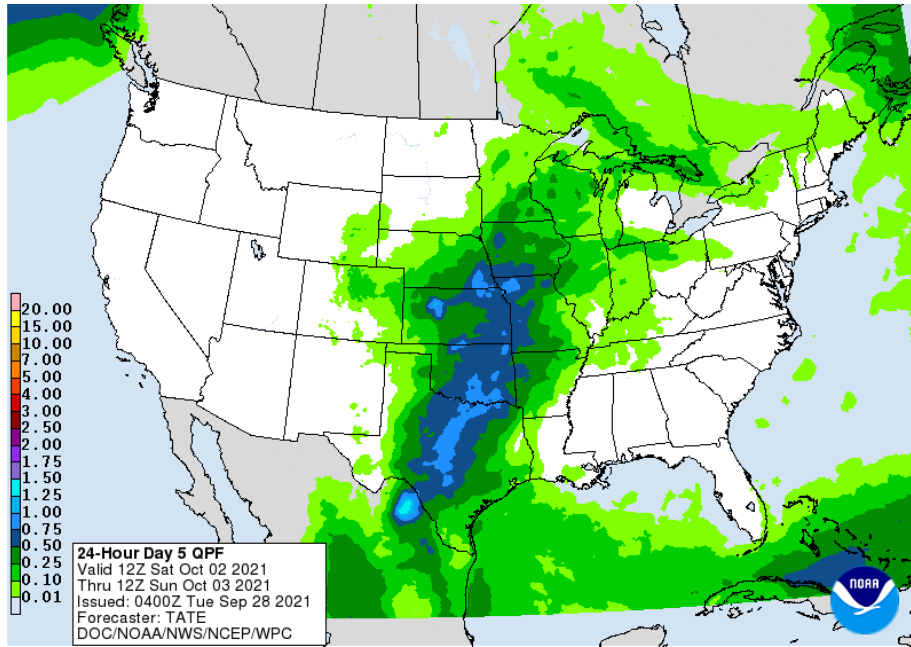 20.00
15.00
10.00
7.00
5.00
4.00
3.00
2.50
2.00
1.75
1.50
1.25
1.00
0.75
0.50
0.25
0.10
0.01
24-Hour Day 5 QPF
Valid 12Z Sat Oct 02 2021
Thru 12Z Sun Oct 03 2021
Issued: 0400Z Tue Sep 28 2021
Forecaster: TATE
DOC/NOAA/NWS/NCEP/WPC
NOAA